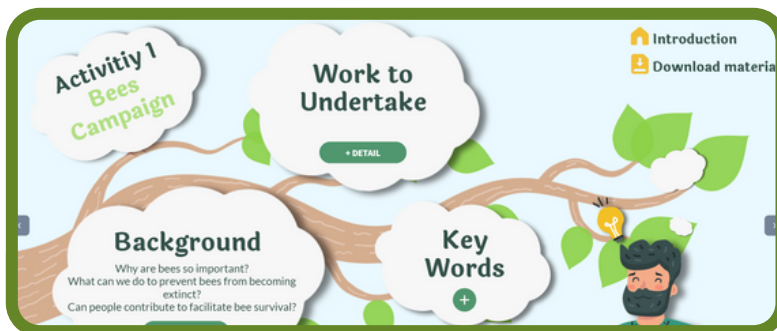 Activitiy 1
Bees
Campaign
Work to
Undertake
+ DETAIL
Introduction
Download materia
Background
Why are bees so important?
What can we do to prevent bees from becoming
extinct?
Can people contribute to facilitate bee survival?
Key
Words
+